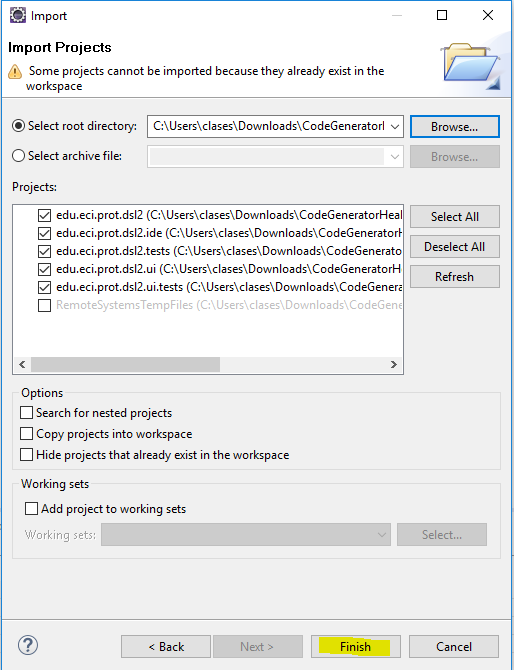 Import
Import Projects
Some projects cannot be imported because they already exist in the
workspace
Select root directory:
C:\Users\clases\Downloads\CodeGeneratorI
Browse...
Select archive file:
Browse...
Projects:
edu.eci.prot.dsl2 (C:\Users\clases\Downloads\CodeGeneratorHeal
edu.eci.prot.dsl2.ide (C:\Users\clases\Downloads\CodeGenerator
edu.eci.prot.dsl2.tests (C:\Users\clases\Downloads\CodeGenerato
edu.eci.prot.dsl2.ui (C:\Users\clases\Downloads\CodeGeneratorH
edu.eci.prot.dsl2.ui.tests (C:\Users\clases\Downloads\CodeGener
RemoteSystemsTempFiles (C:\Users\clases\Downloads\CodeGene
Select All
Deselect All
Refresh
Options
Search for nested projects
Copy projects into workspace
Hide projects that already exist in the workspace
Working sets
Add project to working sets
Working sets:
Select...
?
< Back
Next >
Finish
Cancel